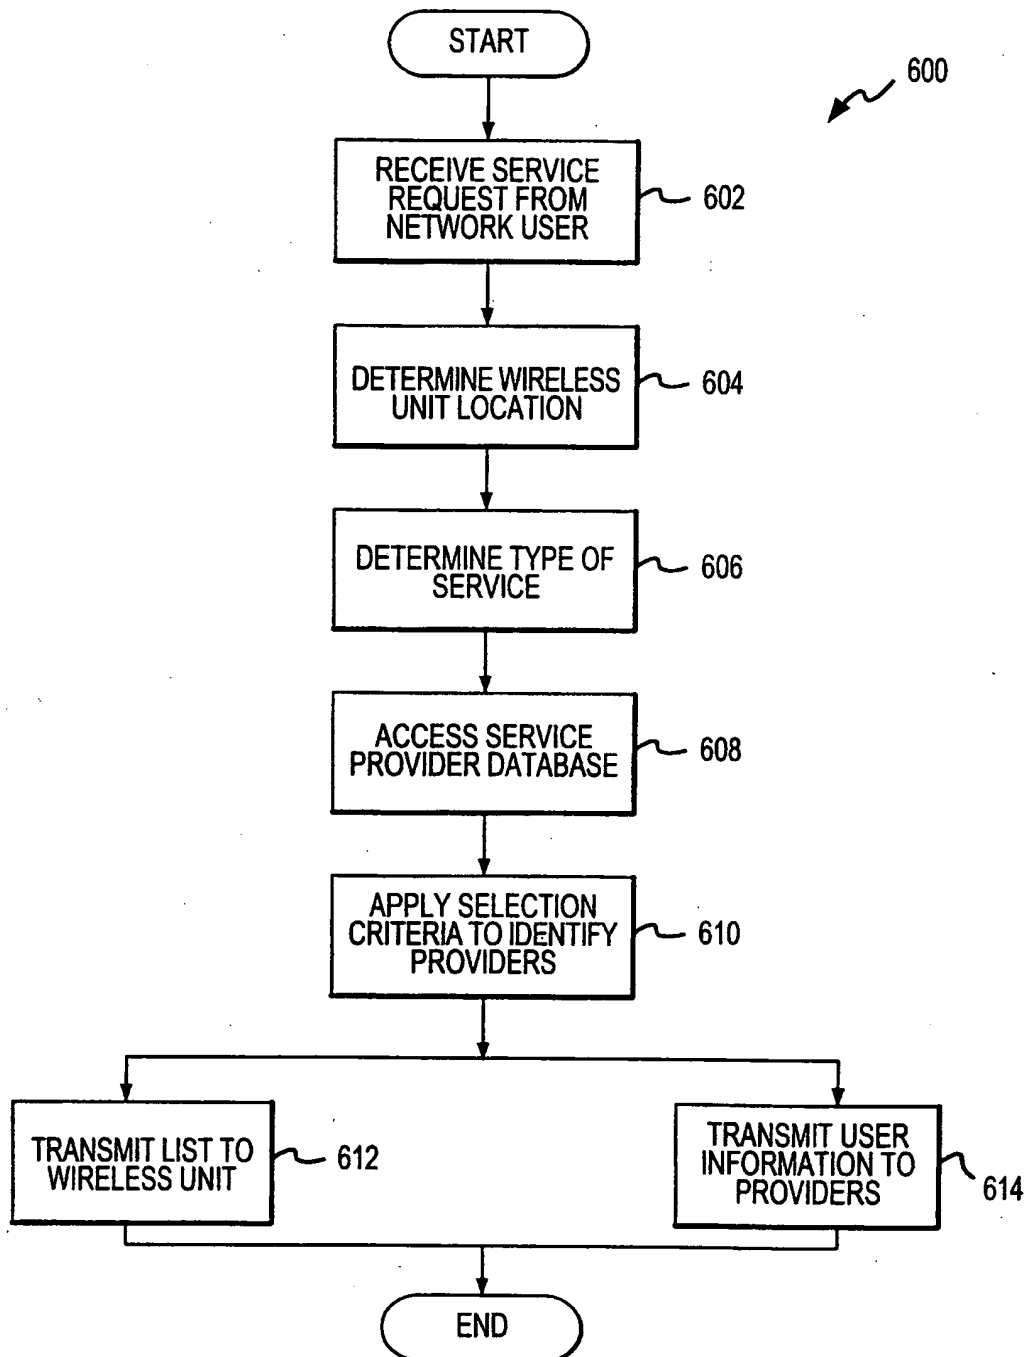 START
600
RECEIVE SERVICE
REQUEST FROM
NETWORK USER
602
DETERMINE WIRELESS
UNIT LOCATION
604
DETERMINE TYPE OF
SERVICE
606
ACCESS SERVICE
PROVIDER DATABASE
608
APPLY SELECTION
CRITERIA TO IDENTIFY
PROVIDERS
610
TRANSMIT LIST TO
WIRELESS UNIT
612
TRANSMIT USER
INFORMATION TO
PROVIDERS
614
END